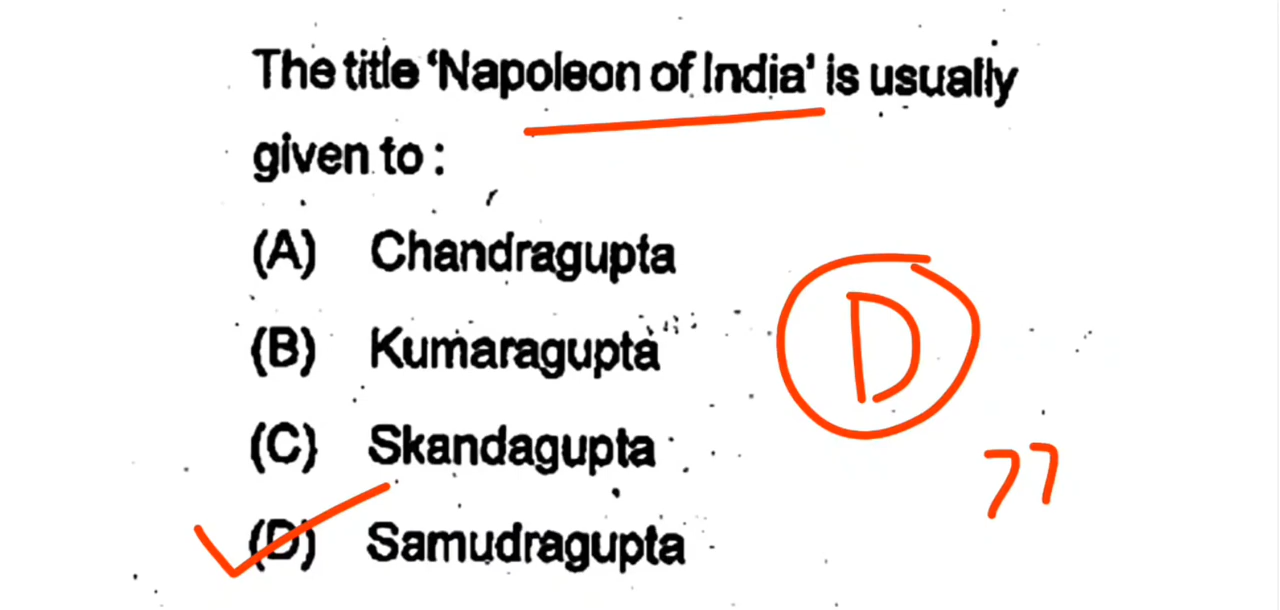 The title ‘Napoleon of India’ is usually
given to :
(A) Chandragupta
(B) Kumaragupta
(C) Skandagupta
(D) Samudragupta
D
77